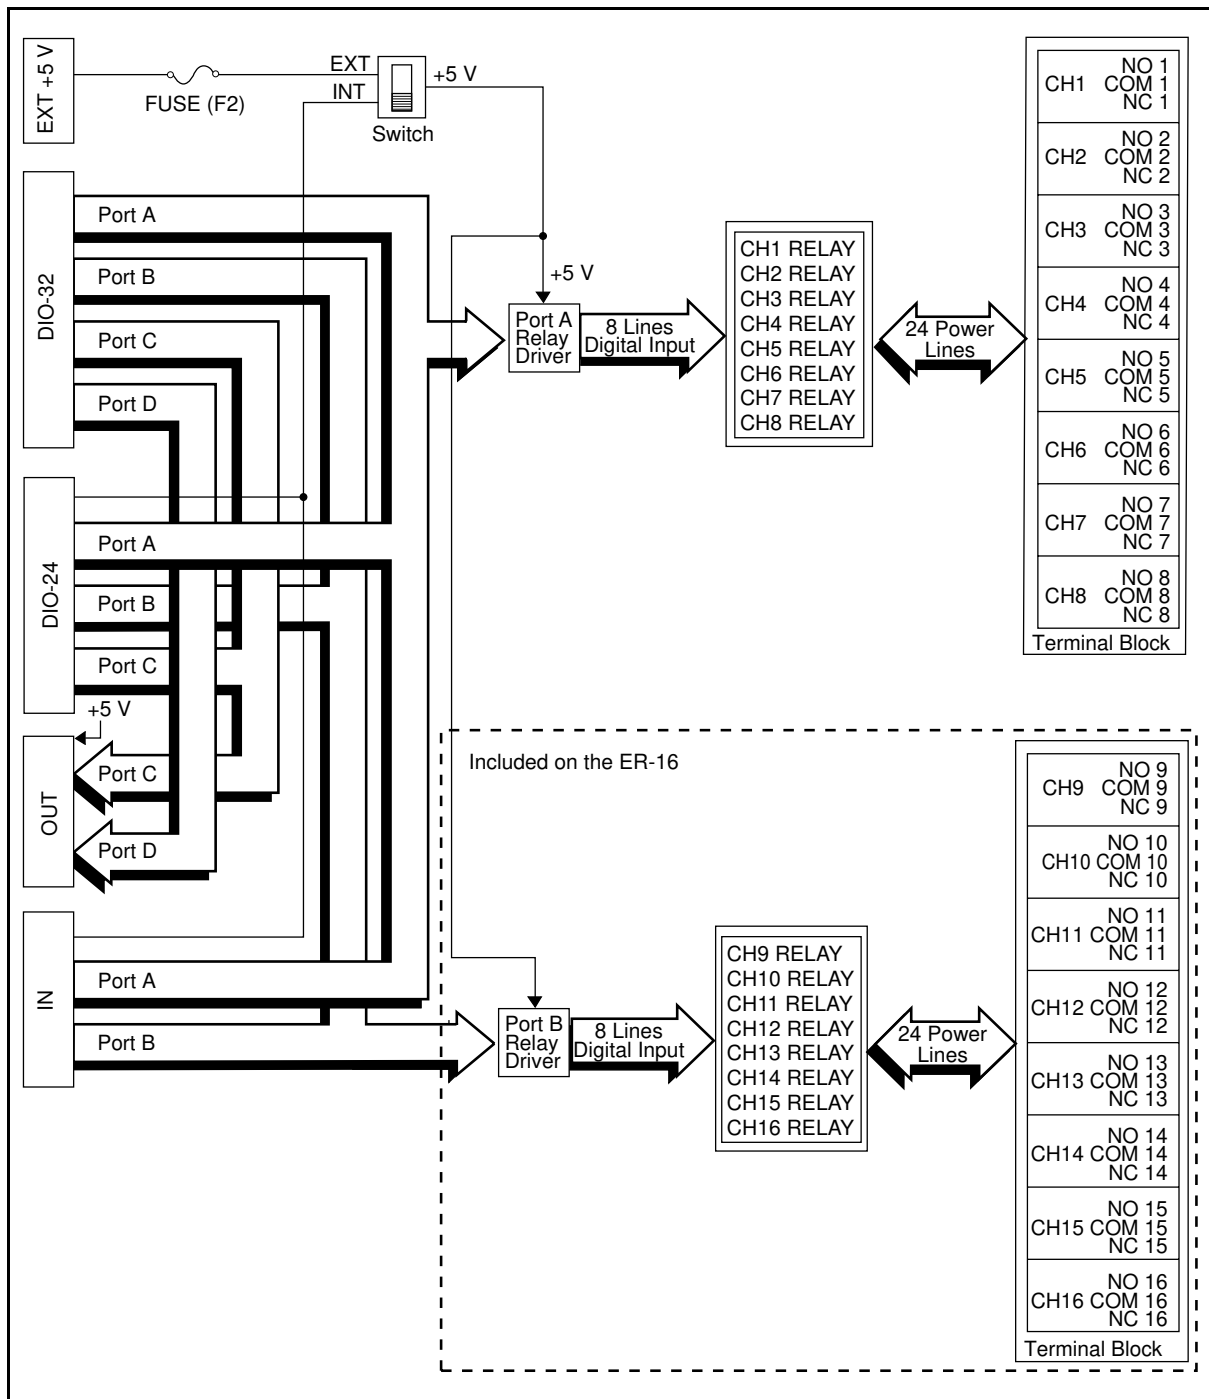 EXT +5 V
FUSE (F2)
EXT
INT
Switch
+5 V
DIO-32
Port A
Port B
Port C
Port D
+5 V
Port A
Relay
Driver
8 Lines
Digital Input
CH1 RELAY
CH2 RELAY
CH3 RELAY
CH4 RELAY
CH5 RELAY
CH6 RELAY
CH7 RELAY
CH8 RELAY
24 Power
Lines
NO 1
CH1 COM 1
NC 1
NO 2
CH2 COM 2
NC 2
NO 3
CH3 COM 3
NC 3
NO 4
CH4 COM 4
NC 4
NO 5
CH5 COM 5
NC 5
NO 6
CH6 COM 6
NC 6
NO 7
CH7 COM 7
NC 7
NO 8
CH8 COM 8
NC 8
Terminal Block
DIO-24
Port A
Port B
Port C
+5 V
OUT
Port C
Port D
IN
Port A
Port B
Included on the ER-16
Port B
Relay
Driver
8 Lines
Digital Input
CH9 RELAY
CH10 RELAY
CH11 RELAY
CH12 RELAY
CH13 RELAY
CH14 RELAY
CH15 RELAY
CH16 RELAY
24 Power
Lines
NO 9
CH9 COM 9
NC 9
NO 10
CH10 COM 10
NC 10
NO 11
CH11 COM 11
NC 11
NO 12
CH12 COM 12
NC 12
NO 13
CH13 COM 13
NC 13
NO 14
CH14 COM 14
NC 14
NO 15
CH15 COM 15
NC 15
NO 16
CH16 COM 16
NC 16
Terminal Block